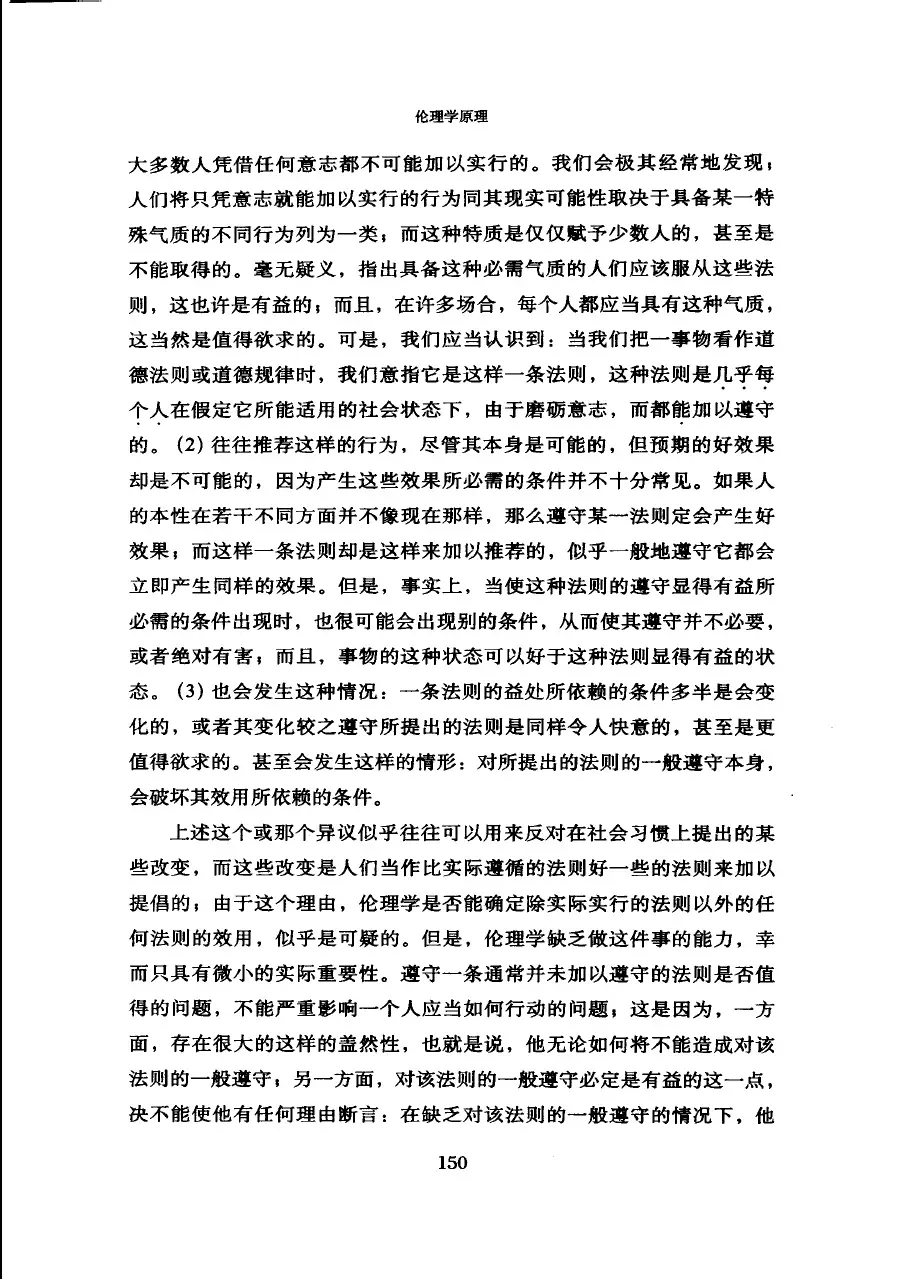 伦理学原理
大多数人凭借任何意志都不可能加以实行的。我们会极其经常地发现；
人们将只凭意志就能加以实行的行为同其现实可能性取决于具备某一特
殊气质的不同行为列为一类；而这种特质是仅仅赋予少数人的，甚至是
不能取得的。毫无疑义，指出具备这种必需气质的人们应该服从这些法
则，这也许是有益的；而且，在许多场合，每个人都应当具有这种气质，
这当然是值得欲求的。可是，我们应当认识到：当我们把一事物看作道
德法则或道德规律时，我们意指它是这样一条法则，这种法则是几乎每
个人在假定它所能适用的社会状态下，由于磨砺意志，而都能加以遵守
的。(2)往往推荐这样的行为，尽管其本身是可能的，但预期的好效果
却是不可能的，因为产生这些效果所必需的条件并不十分常见。如果人
的本性在若干不同方面并不像现在那样，那么遵守某一法则定会产生好
效果；而这样一条法则却是这样来加以推荐的，似乎一般地遵守它都会
立即产生同样的效果。但是，事实上，当使这种法则的遵守显得有益所
必需的条件出现时，也很可能会出现别的条件，从而使其遵守并不必要，
或者绝对有害；而且，事物的这种状态可以好于这种法则显得有益的状
态。(3)也会发生这种情况：一条法则的益处所依赖的条件多半是会变
化的，或者其变化较之遵守所提出的法则是同样令人快意的，甚至是更
值得欲求的。甚至会发生这样的情形：对所提出的法则的一般遵守本身，
会破坏其效用所依赖的条件。
上述这个或那个异议似乎往往可以用来反对在社会习惯上提出的某
些改变，而这些改变是人们当作比实际遵循的法则好一些的法则来加以
提倡的；由于这个理由，伦理学是否能确定除实际实行的法则以外的任
何法则的效用，似乎是可疑的。但是，伦理学缺乏做这件事的能力，幸
而只具有微小的实际重要性。遵守一条通常并未加以遵守的法则是否值
得的问题，不能严重影响一个人应当如何行动的问题；这是因为，一方
面，存在很大的这样的盖然性，也就是说，他无论如何将不能造成对该
法则的一般遵守；另一方面，对该法则的一般遵守必定是有益的这一点，
决不能使他有任何理由断言：在缺乏对该法则的一般遵守的情况下，他
150